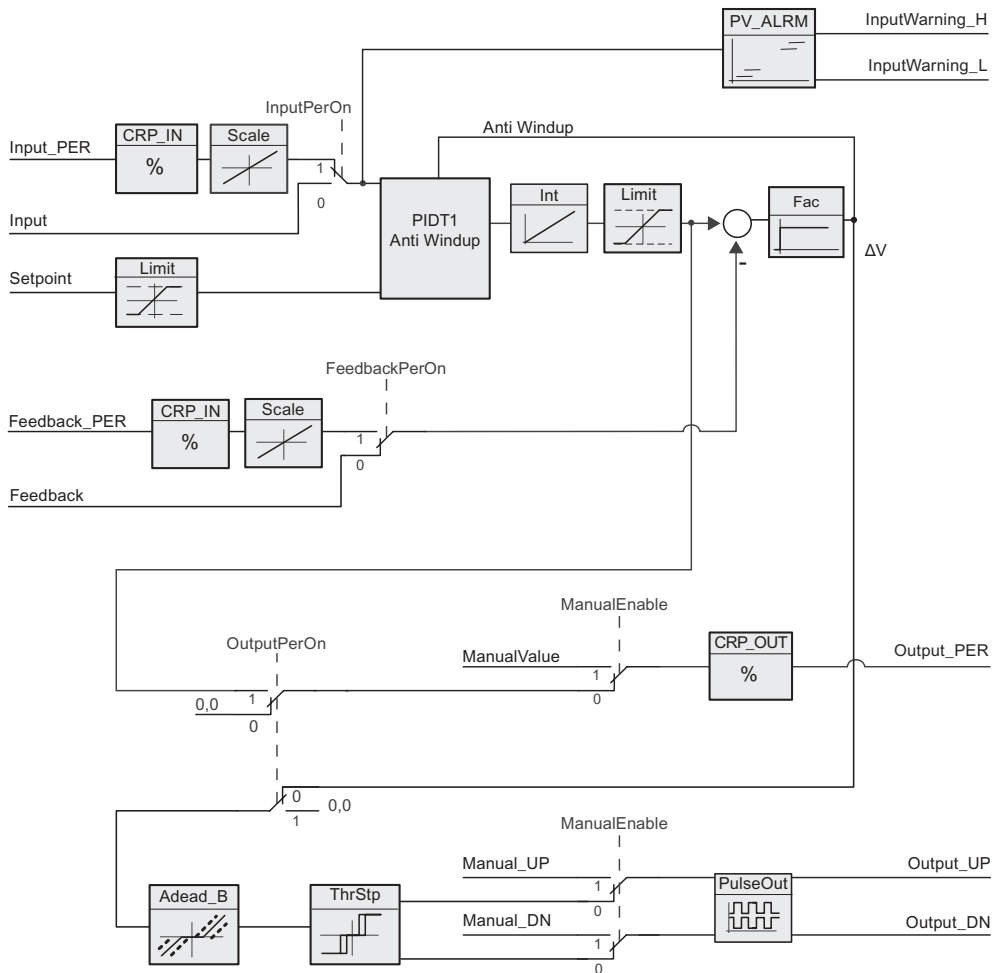 PV_ALRM
InputWarning_H
InputWarning_L
InputPerOn
Anti Windup
Input_PER
CRP_IN
%
Scale
1
0
Input
PIDT1
Anti Windup
Int
Limit
Fac
-
ΔV
Setpoint
Limit
FeedbackPerOn
Feedback_PER
CRP_IN
%
Scale
1
0
Feedback
ManualEnable
OutputPerOn
ManualValue
CRP_OUT
%
Output_PER
1
0
0,0
1
0
0
1
0,0
ManualEnable
Manual_UP
Output_UP
Adead_B
ThrStp
1
0
PulseOut
Manual_DN
Output_DN
1
0